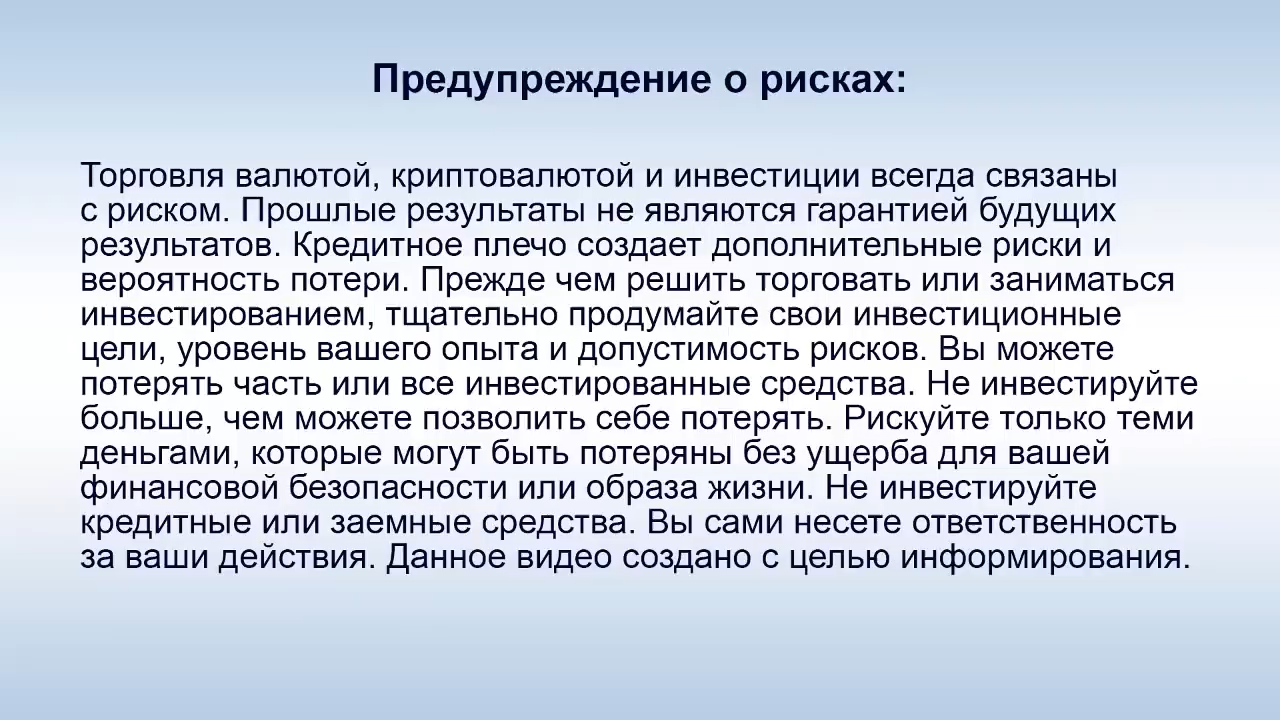 Предупреждение о рисках:
Торговля валютой, криптовалютой и инвестиции всегда связаны
с риском. Прошлые результаты не являются гарантией будущих
результатов. Кредитное плечо создает дополнительные риски и
вероятность потери. Прежде чем решить торговать или заниматься
инвестированием, тщательно продумайте свои инвестиционные
цели, уровень вашего опыта и допустимость рисков. Вы можете
потерять часть или все инвестированные средства. Не инвестируйте
больше, чем можете позволить себе потерять. Рискуйте только теми
деньгами, которые могут быть потеряны без ущерба для вашей
финансовой безопасности или образа жизни. Не инвестируйте
кредитные или заемные средства. Вы сами несете ответственность
за ваши действия. Данное видео создано с целью информирования.